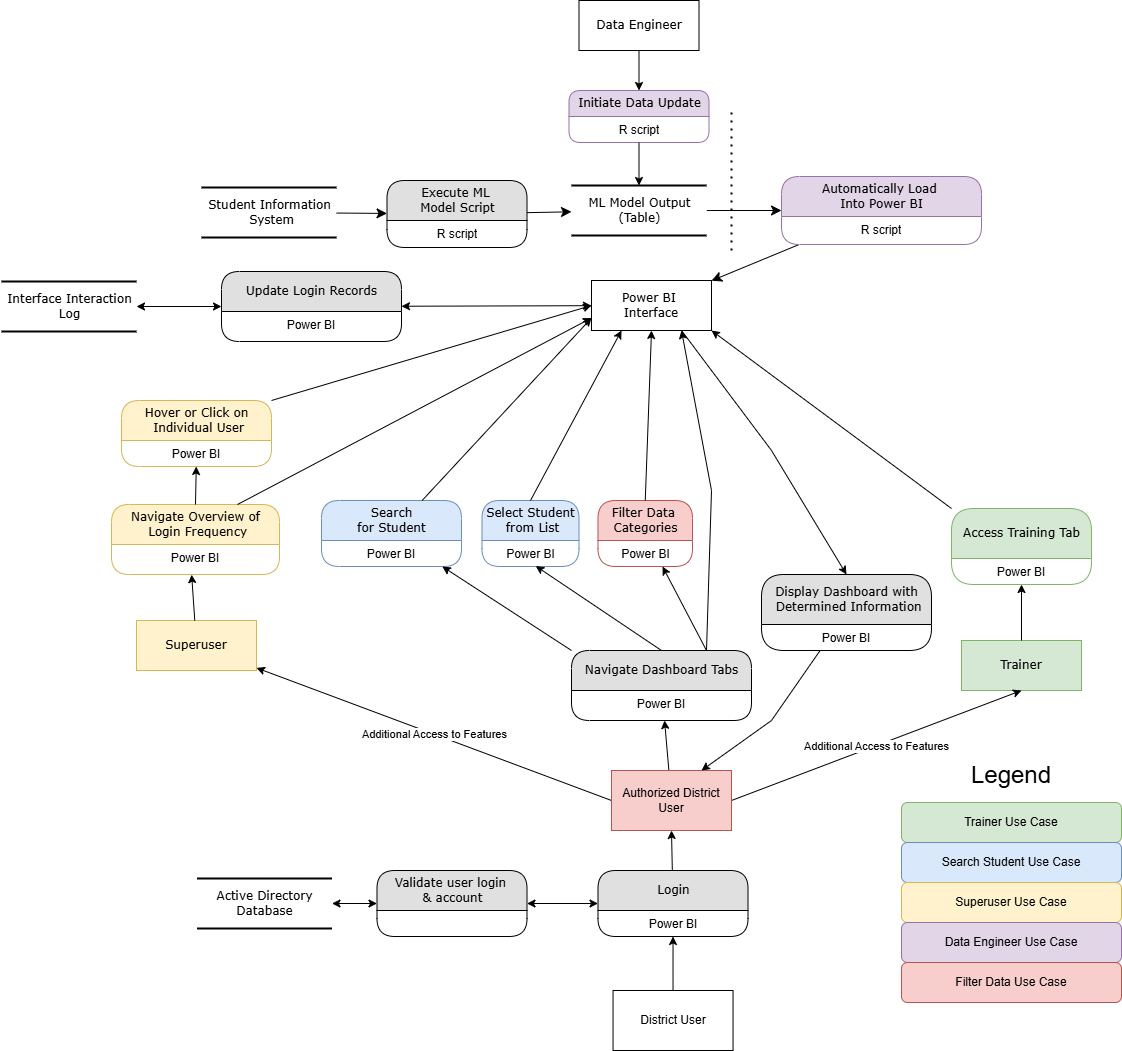 Data Engineer
Initiate Data Update
R script
Student Information
System
Execute ML
Model Script
R script
ML Model Output
(Table)
Automatically Load
Into Power BI
R script
Interface Interaction
Log
Update Login Records
Power BI
Power BI
Interface
Hover or Click on
Individual User
Power BI
Navigate Overview of
Login Frequency
Power BI
Search
for Student
Power BI
Select Student
from List
Power BI
Filter Data
Categories
Power BI
Access Training Tab
Power BI
Display Dashboard with
Determined Information
Power BI
Superuser
Navigate Dashboard Tabs
Power BI
Trainer
Additional Access to Features
Additional Access to Features
Authorized District
User
Legend
Trainer Use Case
Search Student Use Case
Superuser Use Case
Data Engineer Use Case
Filter Data Use Case
Active Directory
Database
Validate user login
& account
Login
Power BI
District User